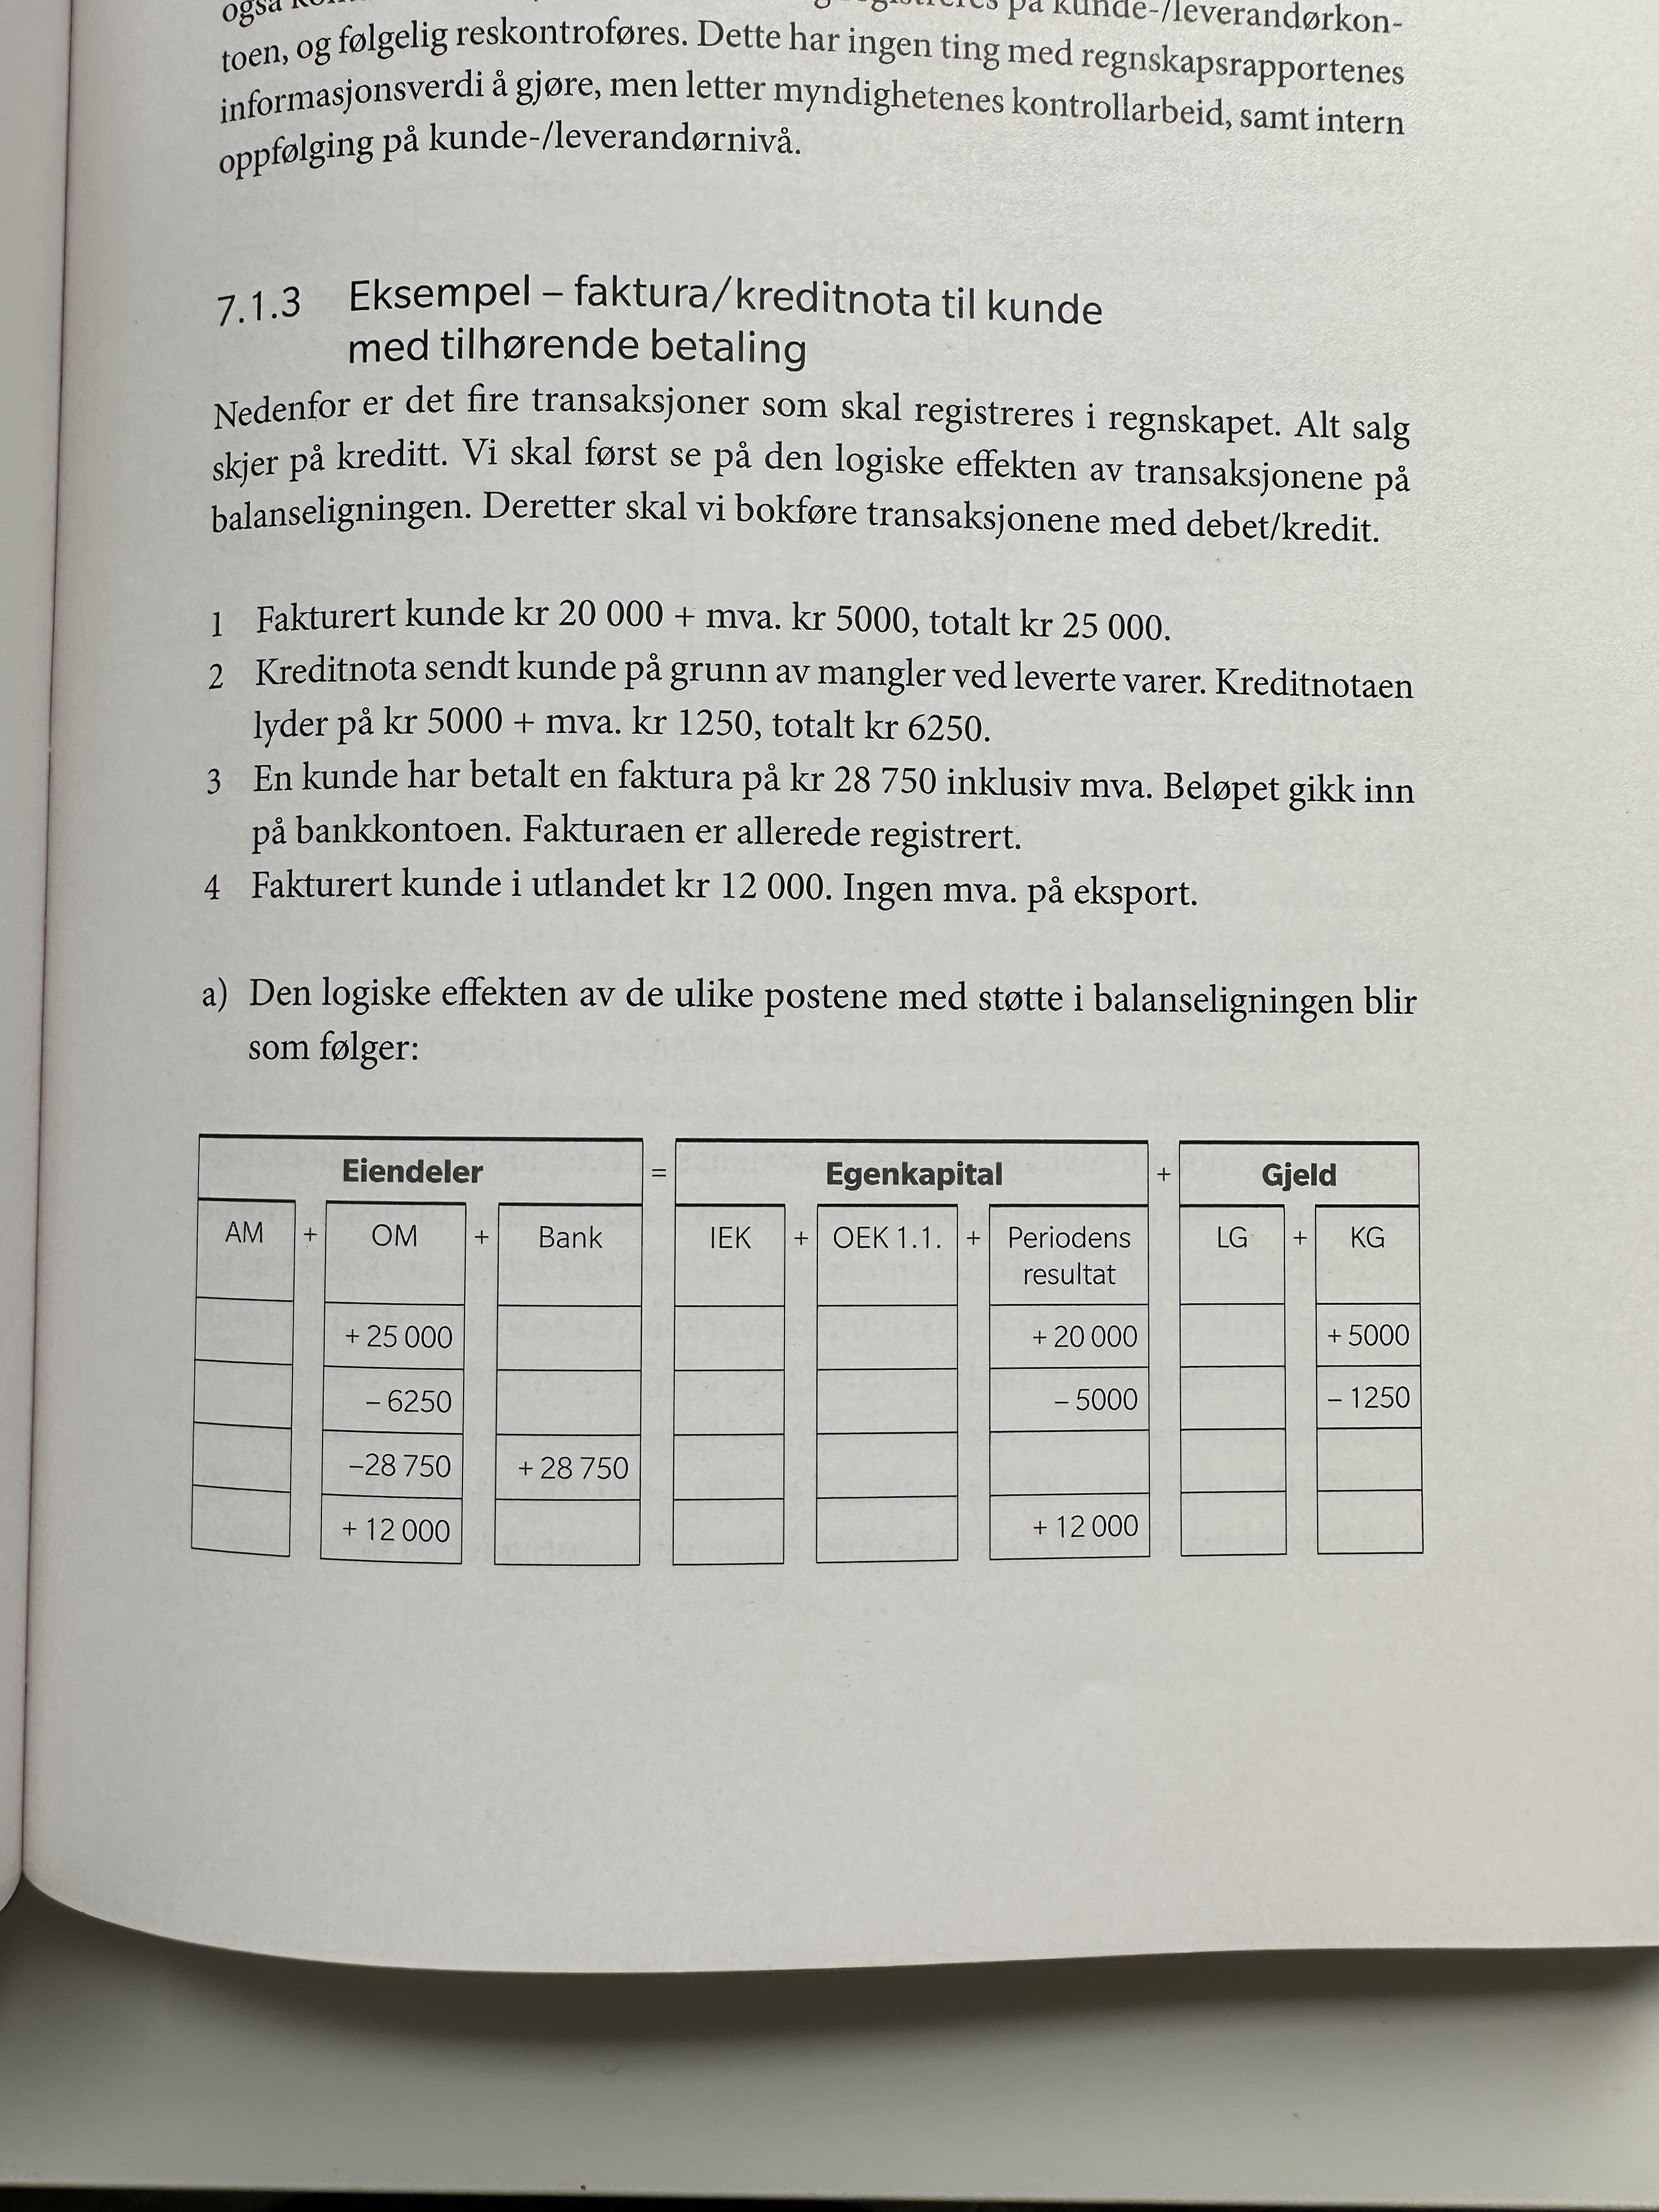 også
på kunde-/leverandørkon-
toen, og følgelig reskontroføres. Dette har ingen ting med regnskapsrapportenes
informasjonsverdi å gjøre, men letter myndighetenes kontrollarbeid, samt intern
oppfølging på kunde-/leverandørnivå.
7.1.3 Eksempel – faktura/kreditnota til kunde
med tilhørende betaling
Nedenfor er det fire transaksjoner som skal registreres i regnskapet. Alt salg
skjer på kreditt. Vi skal først se på den logiske effekten av transaksjonene på
balanseligningen. Deretter skal vi bokføre transaksjonene med debet/kredit.
1 Fakturert kunde kr 20 000 + mva. kr 5000, totalt kr 25 000.
2 Kreditnota sendt kunde på grunn av mangler ved leverte varer. Kreditnotaen
lyder på kr 5000 + mva. kr 1250, totalt kr 6250.
3 En kunde har betalt en faktura på kr 28 750 inklusiv mva. Beløpet gikk inn
på bankkontoen. Fakturaen er allerede registrert.
4 Fakturert kunde i utlandet kr 12 000. Ingen mva. på eksport.
a) Den logiske effekten av de ulike postene med støtte i balanseligningen blir
som følger:
Eiendeler = Egenkapital + Gjeld
AM + OM + Bank IEK + OEK 1.1. + Periodens LG + KG
resultat
+ 25 000 + 20 000 + 5000
– 6250 – 5000 – 1250
–28 750 + 28 750
+ 12 000 + 12 000